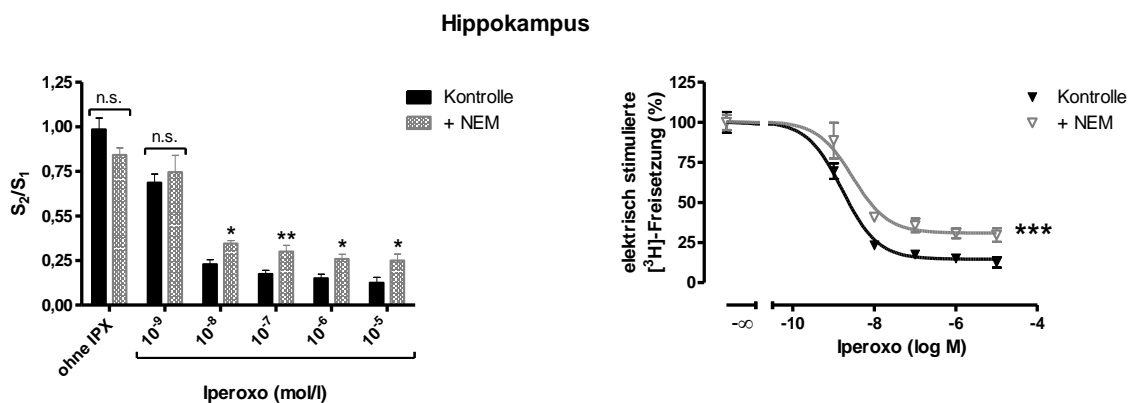 Hippokampus
1,25
1,00
0,75
0,55
0,25
0,00
S₂/S₁
n.s.
n.s.
*
**
*
*
Kontrolle
+ NEM
ohne IPX
10⁻⁹
10⁻⁸
10⁻⁷
10⁻⁶
10⁻⁵
Iperoxo (mol/l)
elektrisch stimulierte
[³H]-Freisetzung (%)
125
100
75
50
25
0
Kontrolle
+ NEM
***
-∞
-10
-8
-6
-4
Iperoxo (log M)